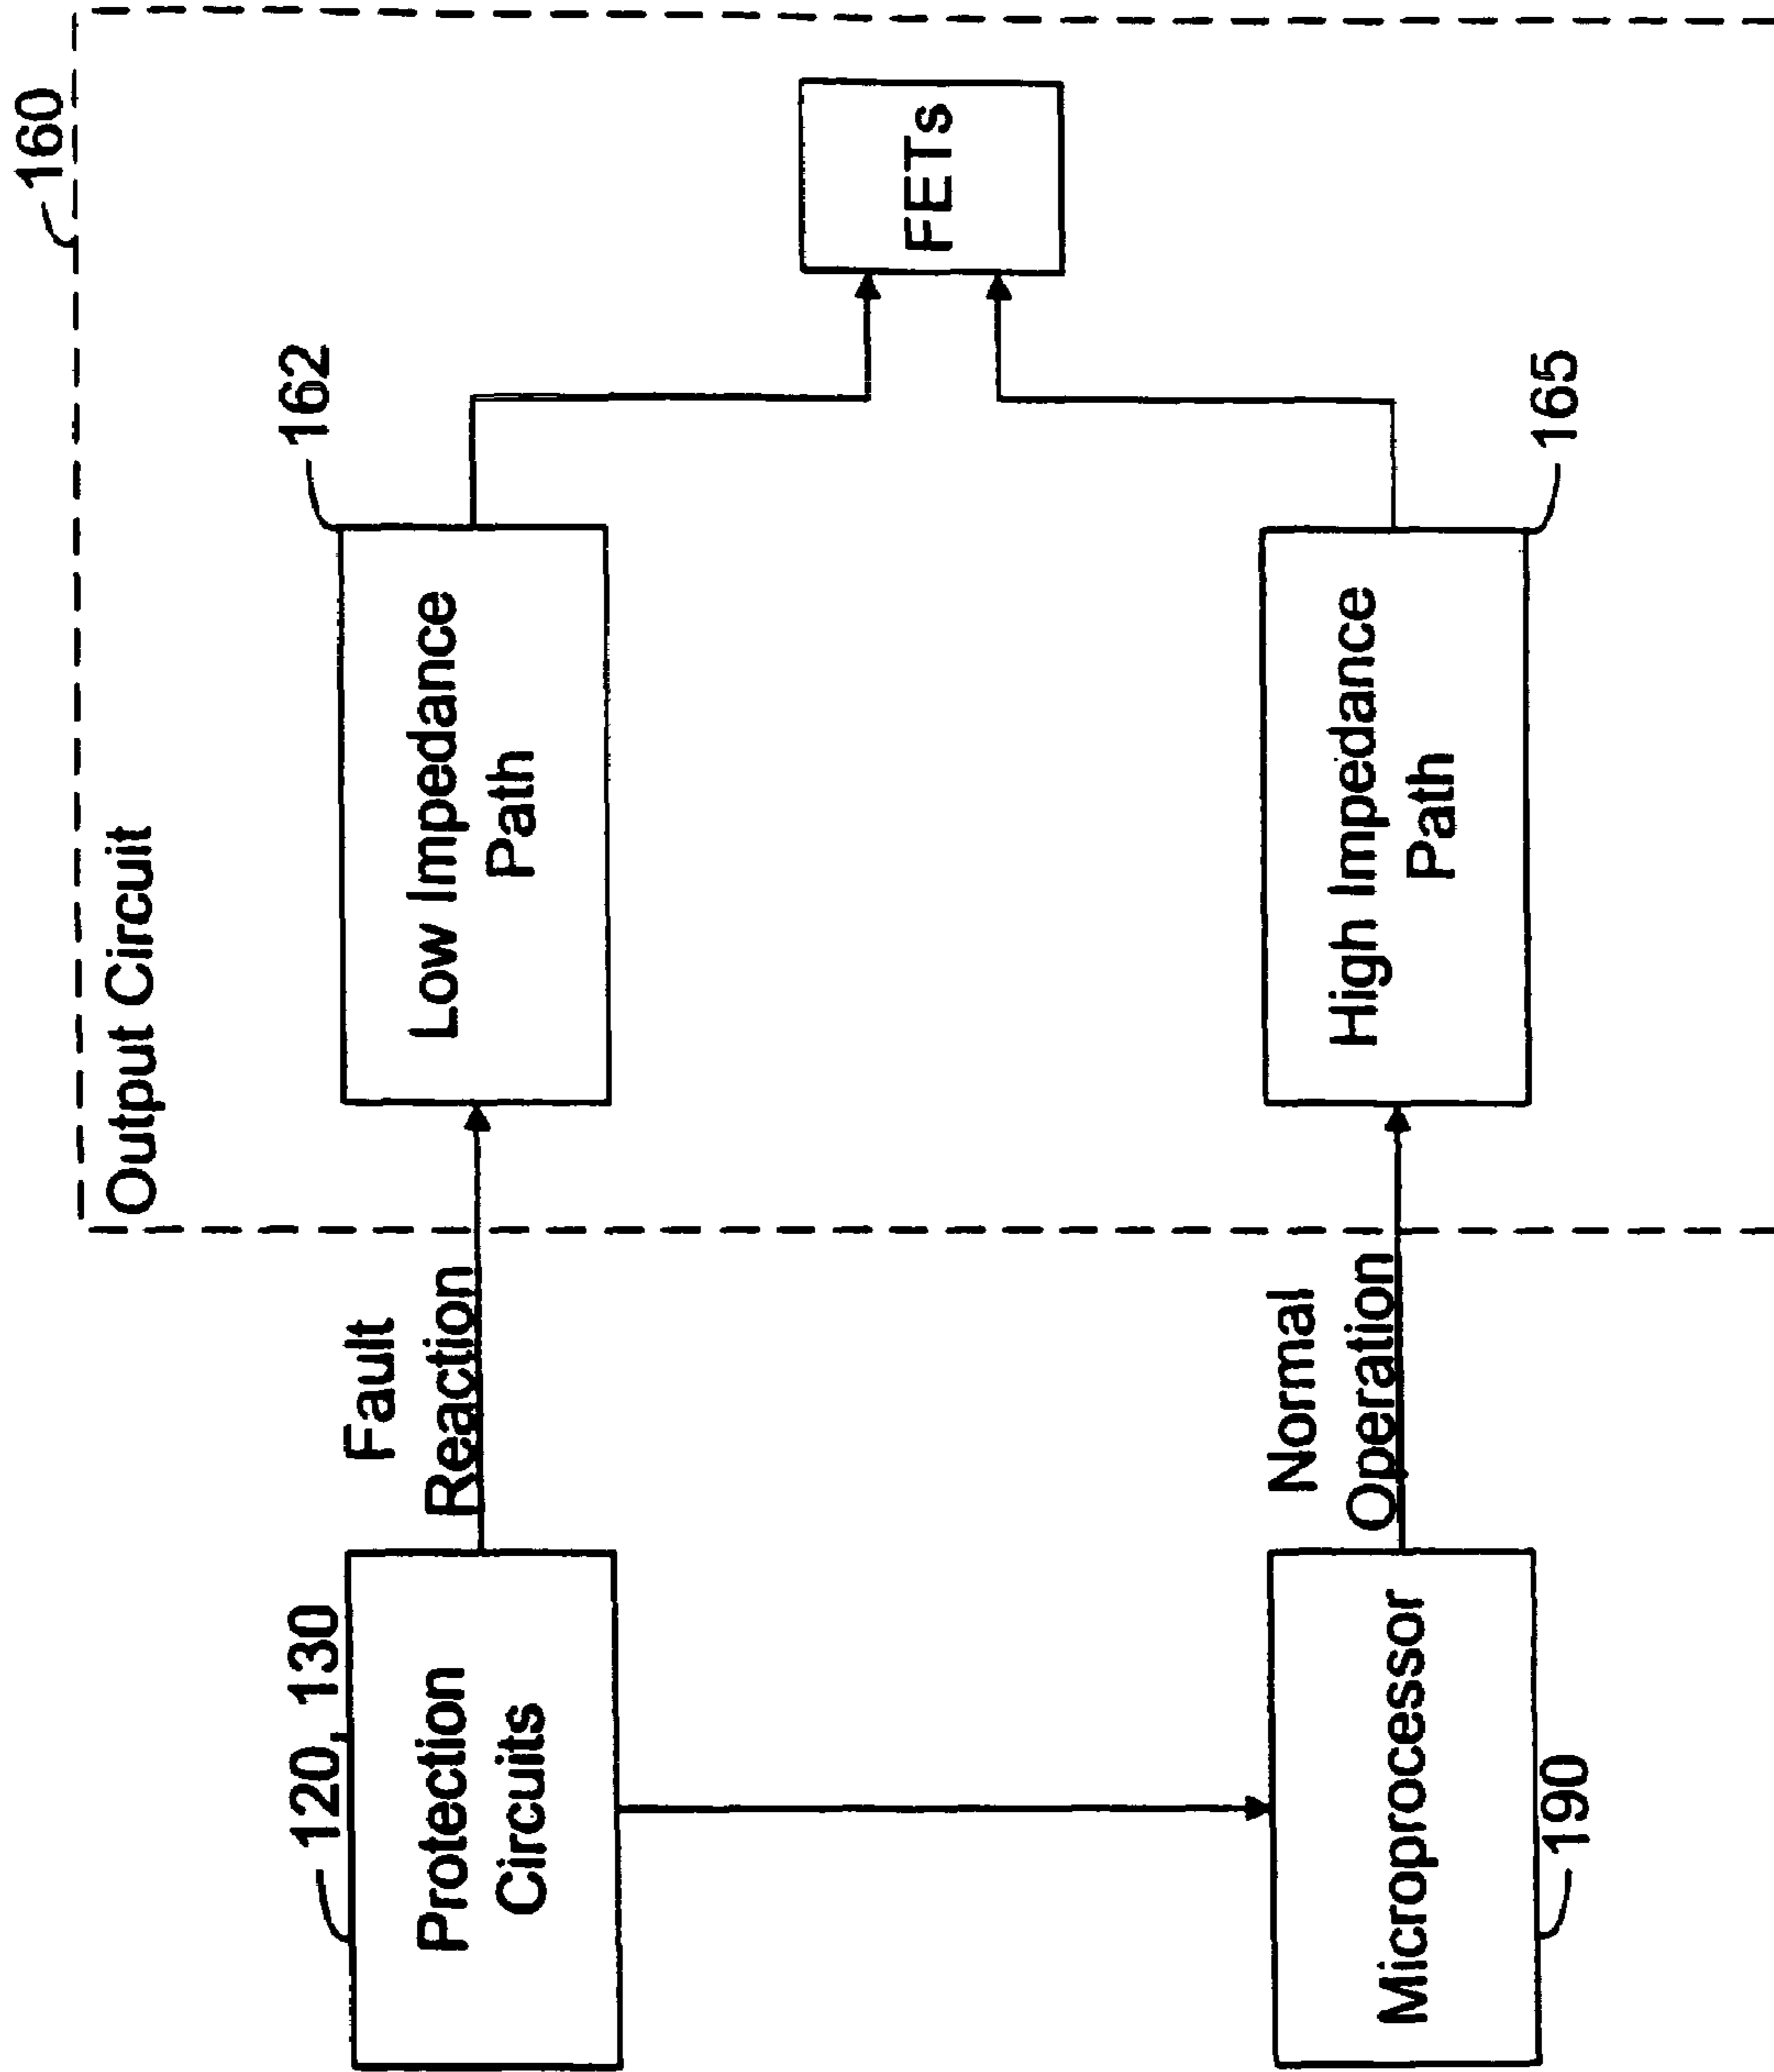 160
Output Circuit
120, 130
Protection
Circuits
Fault
Reaction
162
Low Impedance
Path
FETs
Microprocessor
190
Normal
Operation
High Impedance
Path
165